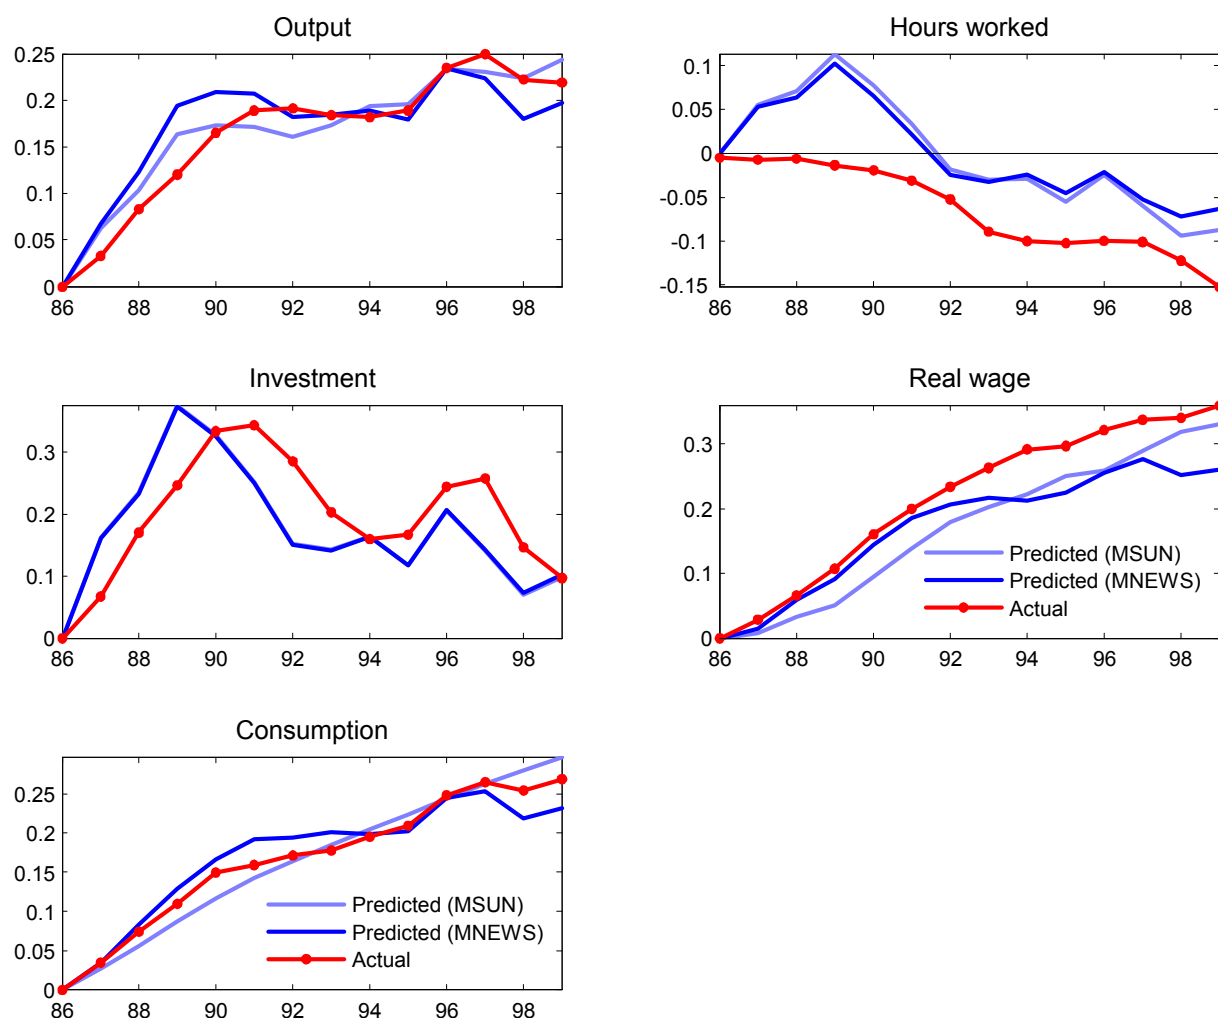 Output
0.25
0.2
0.15
0.1
0.05
0
86 88 90 92 94 96 98
Hours worked
0.1
0.05
0
-0.05
-0.1
-0.15
86 88 90 92 94 96 98
Investment
0.3
0.2
0.1
0
86 88 90 92 94 96 98
Real wage
0.3
0.2
0.1
0
Predicted (MSUN)
Predicted (MNEWS)
Actual
86 88 90 92 94 96 98
Consumption
0.25
0.2
0.15
0.1
0.05
0
Predicted (MSUN)
Predicted (MNEWS)
Actual
86 88 90 92 94 96 98